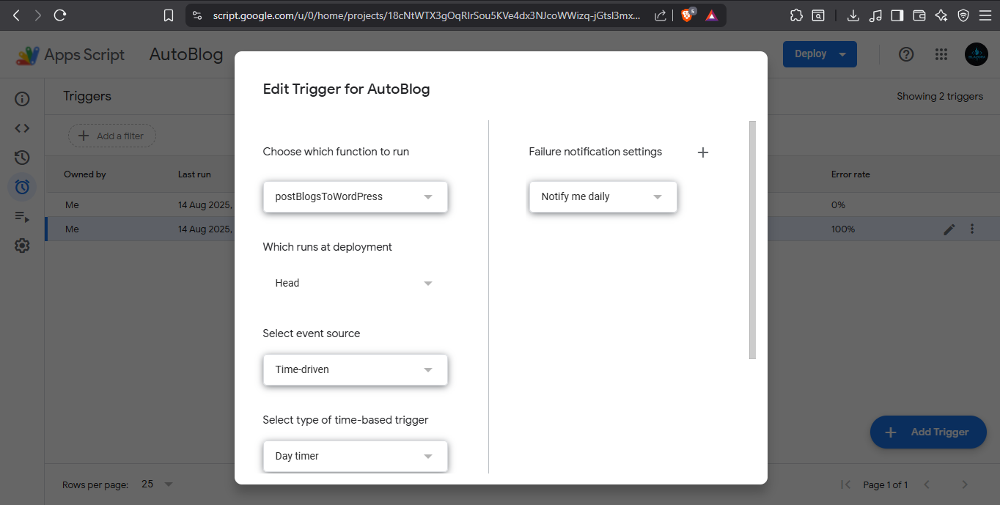 script.google.com/u/0/home/projects/18cNtWTX3gOqRIrSou5KVe4dx3NJcoWWizq-jGtsI3mx...
5
Apps Script
AutoBlog
Deploy
Triggers
Showing 2 triggers
Add a filter
Owned by
Last run
Error rate
Me
14 Aug 2025,
0%
Me
14 Aug 2025,
100%
Edit Trigger for AutoBlog
Choose which function to run
postBlogsToWordPress
Which runs at deployment
Head
Select event source
Time-driven
Select type of time-based trigger
Day timer
Failure notification settings
Notify me daily
Add Trigger
Rows per page:
25
Page 1 of 1